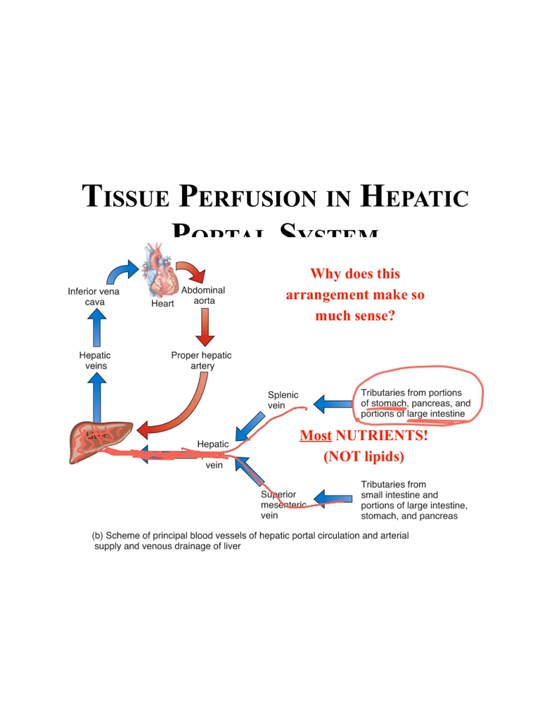 TISSUE PERFUSION IN HEPATIC
PORTAL SYSTEM
Why does this
arrangement make so
much sense?
Inferior vena
cava
Heart
Abdominal
aorta
Hepatic
veins
Proper hepatic
artery
Splenic
vein
Tributaries from portions
of stomach, pancreas, and
portions of large intestine
Liver
Hepatic
vein
Most NUTRIENTS!
(NOT lipids)
Superior
mesenteric
vein
Tributaries from
small intestine and
portions of large intestine,
stomach, and pancreas
(b) Scheme of principal blood vessels of hepatic portal circulation and arterial
supply and venous drainage of liver